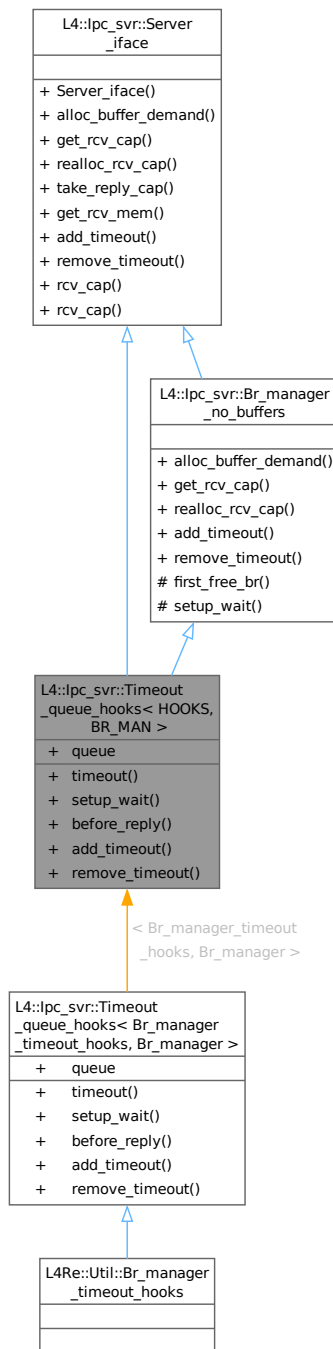 L4::Ipc_svr::Server
_iface
+ Server_iface()
+ alloc_buffer_demand()
+ get_rcv_cap()
+ realloc_rcv_cap()
+ take_reply_cap()
+ get_rcv_mem()
+ add_timeout()
+ remove_timeout()
+ rcv_cap()
+ rcv_cap()
L4::Ipc_svr::Br_manager
_no_buffers
+ alloc_buffer_demand()
+ get_rcv_cap()
+ realloc_rcv_cap()
+ add_timeout()
+ remove_timeout()
# first_free_br()
# setup_wait()
L4::Ipc_svr::Timeout
_queue_hooks< HOOKS,
BR_MAN >
+ queue
+ timeout()
+ setup_wait()
+ before_reply()
+ add_timeout()
+ remove_timeout()
< Br_manager_timeout
_hooks, Br_manager >
L4::Ipc_svr::Timeout
_queue_hooks< Br_manager
_timeout_hooks, Br_manager >
+ queue
+ timeout()
+ setup_wait()
+ before_reply()
+ add_timeout()
+ remove_timeout()
L4Re::Util::Br_manager
_timeout_hooks